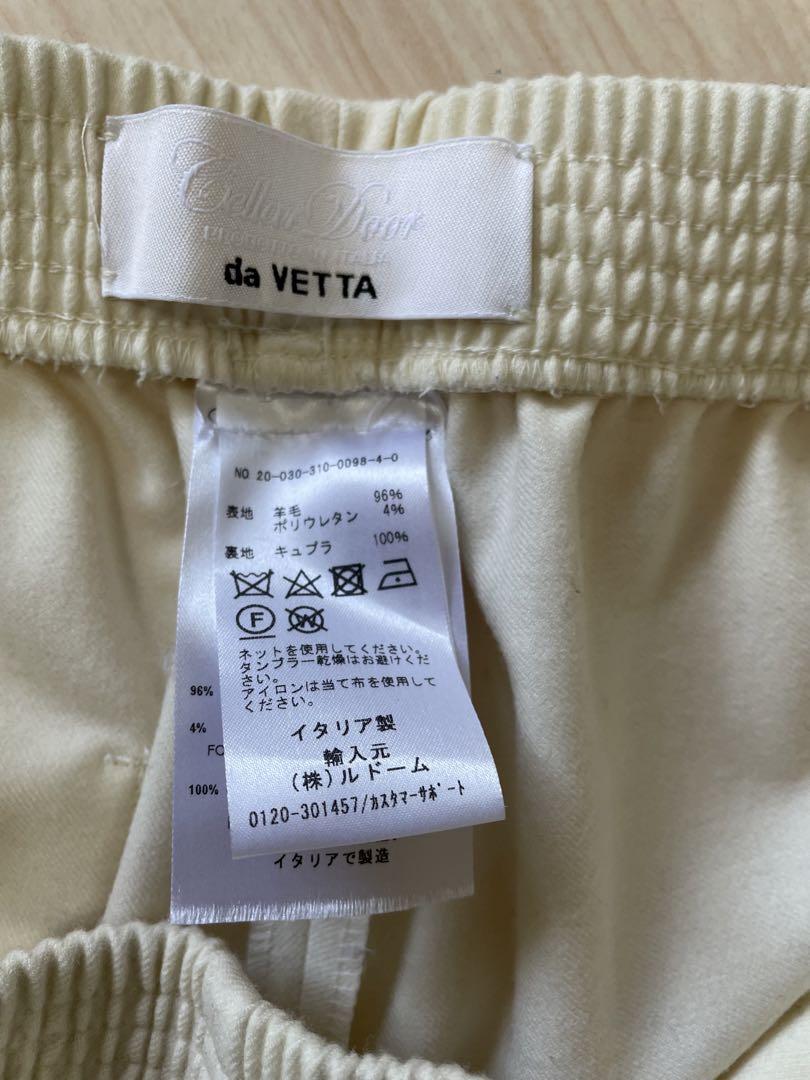 da VETTA
NO 20-030-310-0098-4-0
表地 羊毛 96%
ポリウレタン 4%
裏地 キュプラ 100%
F
W
ネットを使用してください。
タンブラー乾燥はお避けくだ
さい。
アイロンは当て布を使用して
ください。
イタリア製
輸入元
(株)ルドーム
0120-301457/カスタマーサポート
96%
4%
FO
100%
イタリアで製造